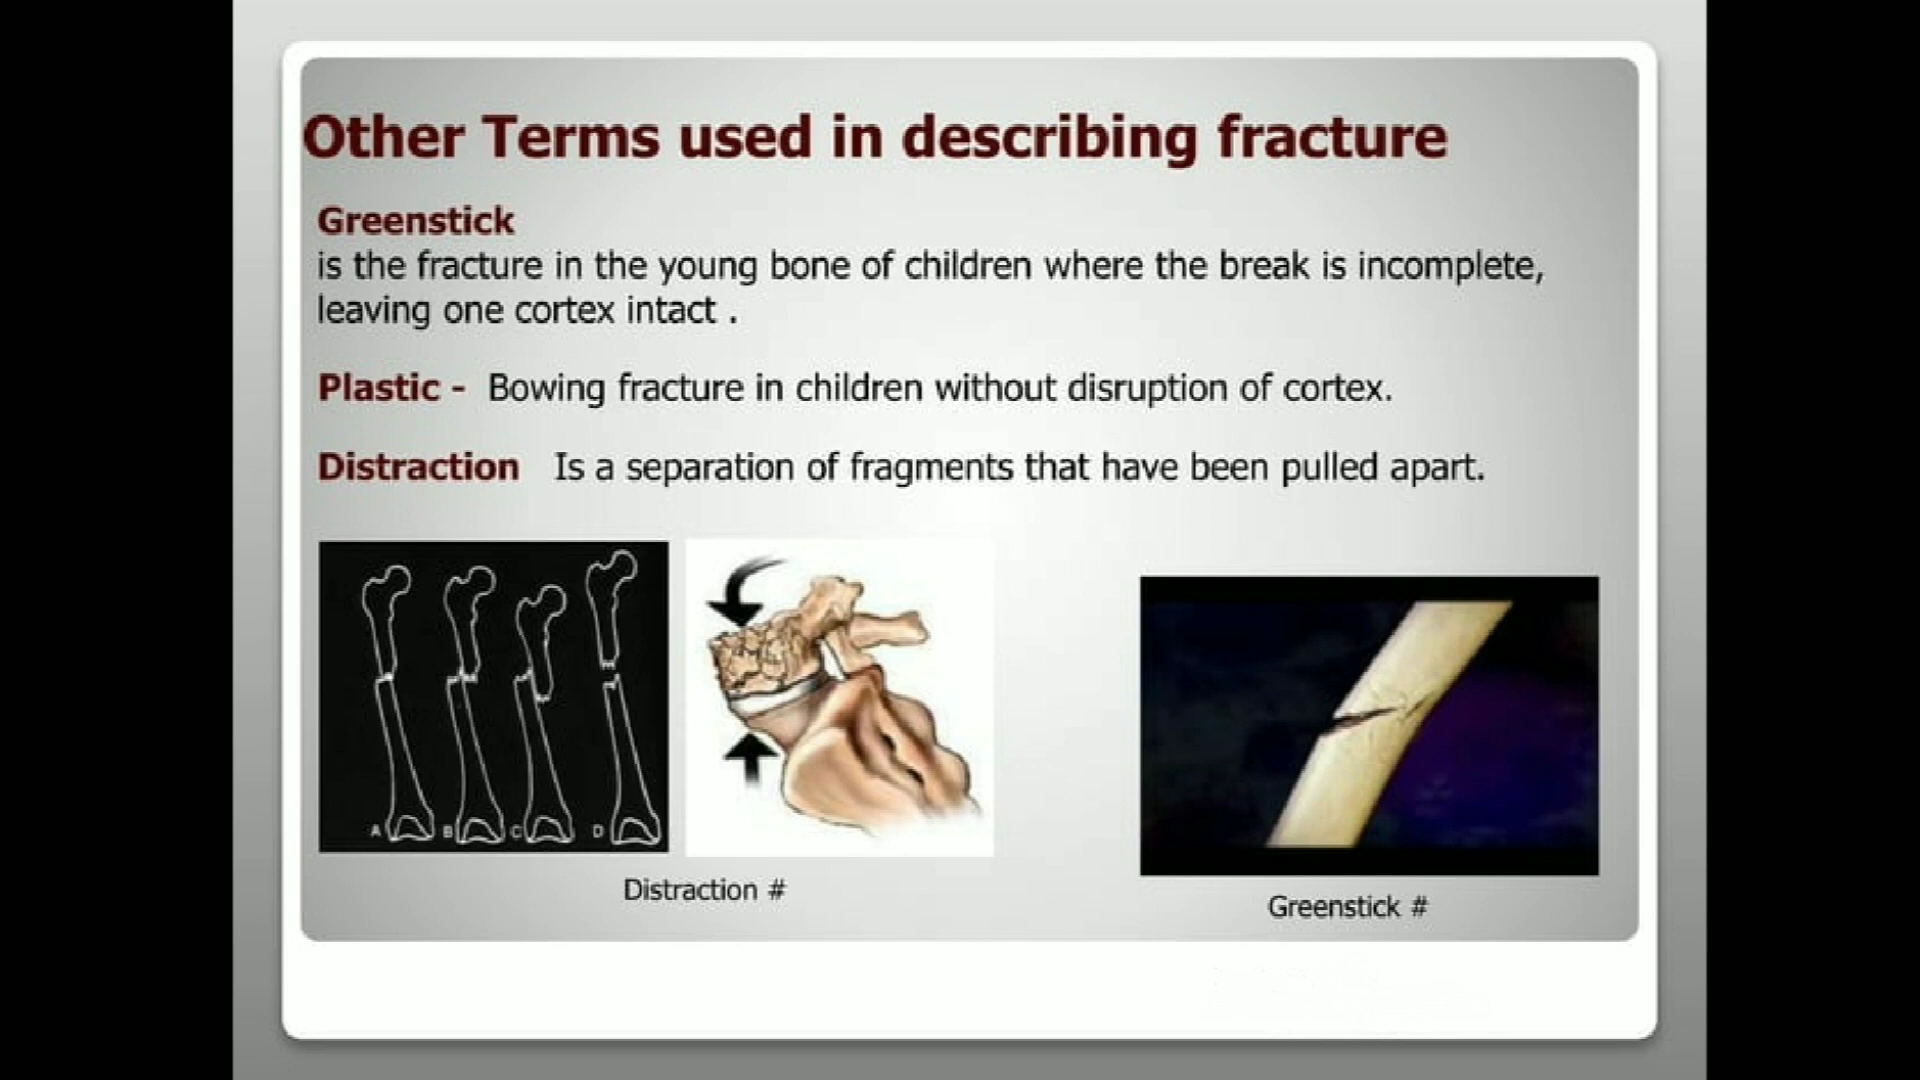 Other Terms used in describing fracture
Greenstick
is the fracture in the young bone of children where the break is incomplete,
leaving one cortex intact .
Plastic - Bowing fracture in children without disruption of cortex.
Distraction Is a separation of fragments that have been pulled apart.
A B C D
Distraction #
Greenstick #